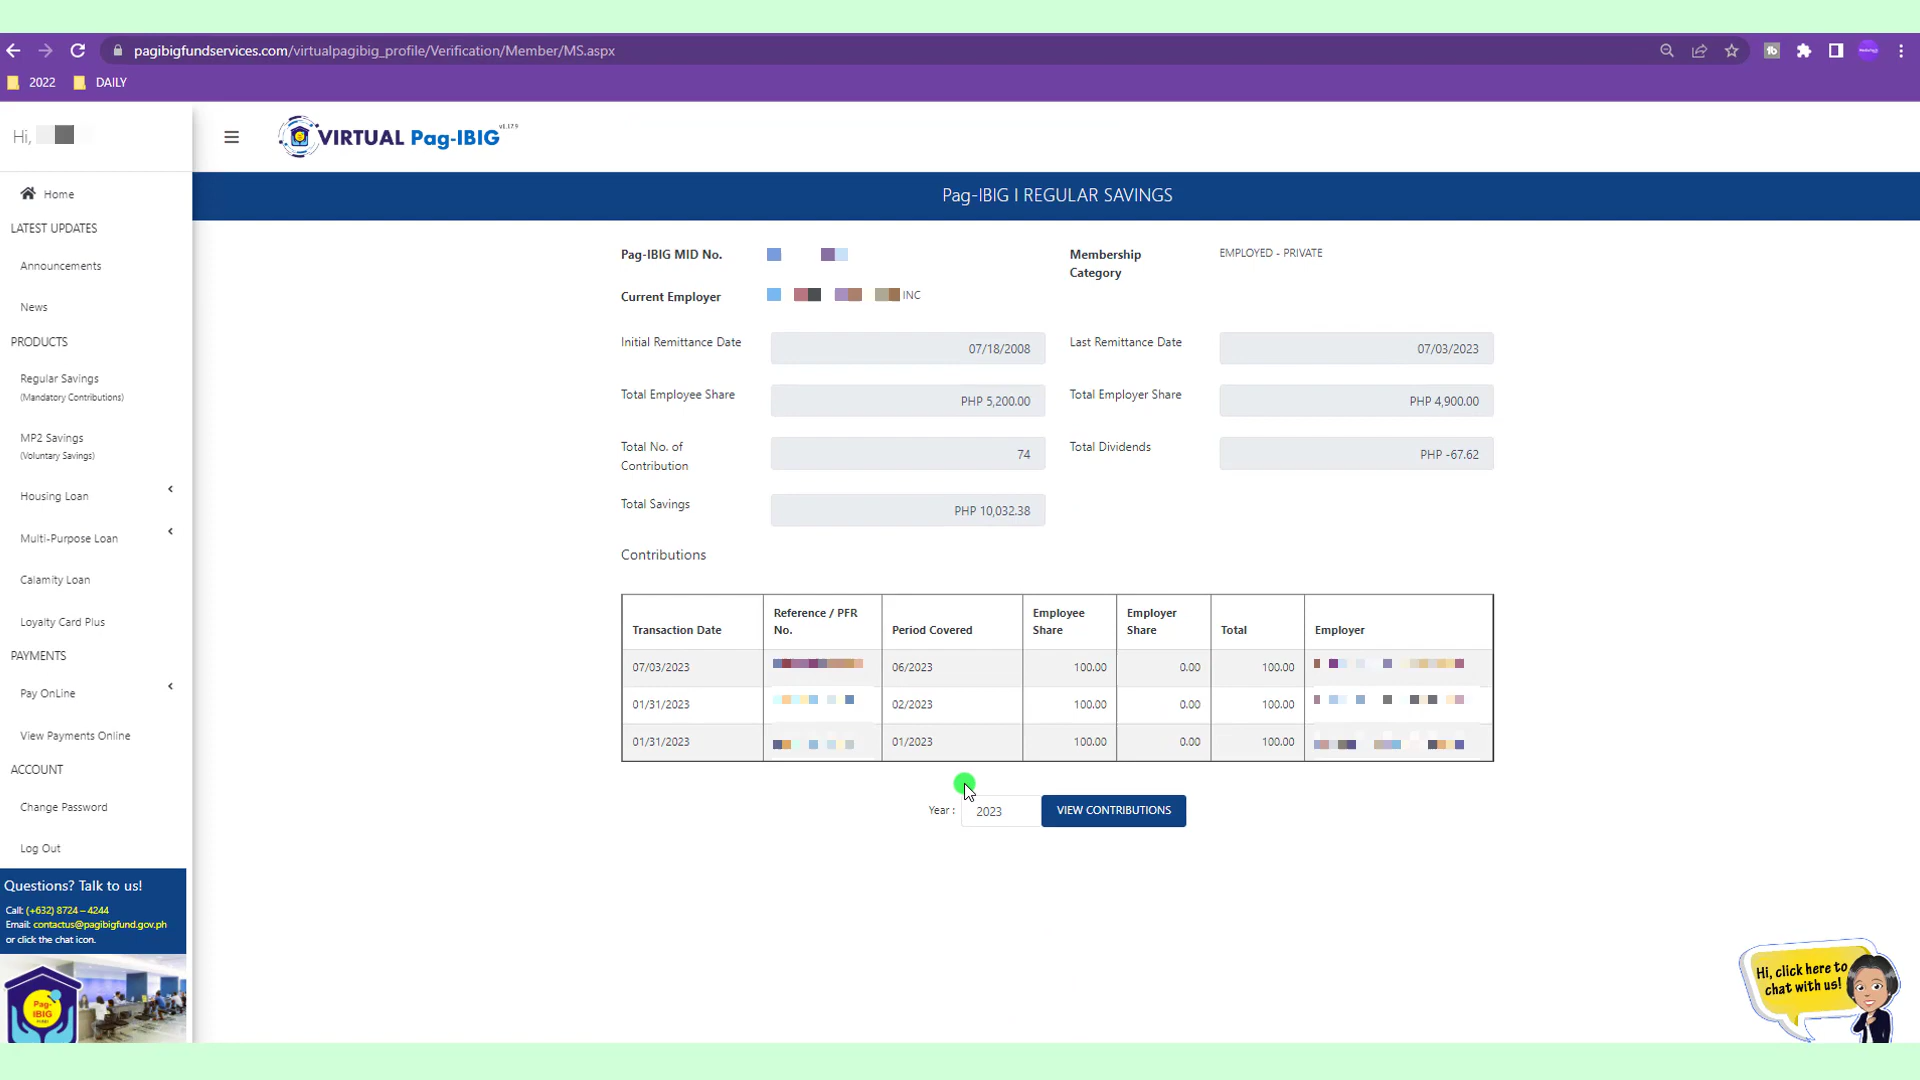 pagibigfundservices.com/virtualpagibig_profile/Verification/Member/MS.aspx
2022 DAILY
Hi,
VIRTUAL Pag-IBIG v1.17.9
Home
LATEST UPDATES
Announcements
News
PRODUCTS
Regular Savings
(Mandatory Contributions)
MP2 Savings
(Voluntary Savings)
Housing Loan
Multi-Purpose Loan
Calamity Loan
Loyalty Card Plus
PAYMENTS
Pay OnLine
View Payments Online
ACCOUNT
Change Password
Log Out
Questions? Talk to us!
Call: (+632) 8724 – 4244
Email: contactus@pagibigfund.gov.ph
or click the chat icon.
Pag-IBIG
Pag-IBIG I REGULAR SAVINGS
Pag-IBIG MID No.
Membership Category EMPLOYED - PRIVATE
Current Employer INC
Initial Remittance Date 07/18/2008
Last Remittance Date 07/03/2023
Total Employee Share PHP 5,200.00
Total Employer Share PHP 4,900.00
Total No. of Contribution 74
Total Dividends PHP -67.62
Total Savings PHP 10,032.38
Contributions
Transaction Date Reference / PFR No. Period Covered Employee Share Employer Share Total Employer
07/03/2023 06/2023 100.00 0.00 100.00
01/31/2023 02/2023 100.00 0.00 100.00
01/31/2023 01/2023 100.00 0.00 100.00
Year : 2023 VIEW CONTRIBUTIONS
Hi, click here to
chat with us!